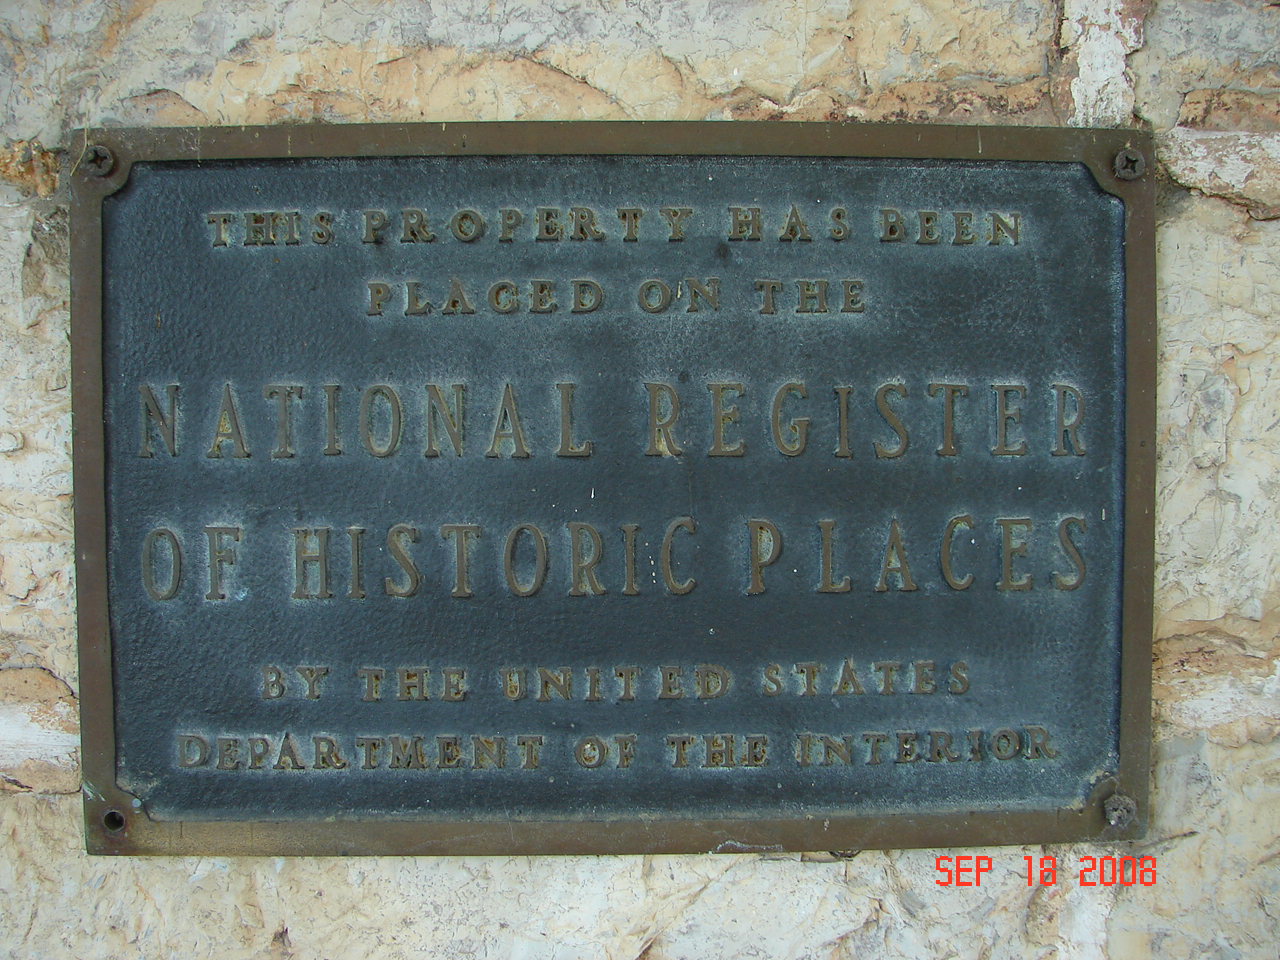 THIS PROPERTY HAS BEEN
PLACED ON THE
NATIONAL REGISTER
OF HISTORIC PLACES
BY THE UNITED STATES
DEPARTMENT OF THE INTERIOR
SEP 18 2008